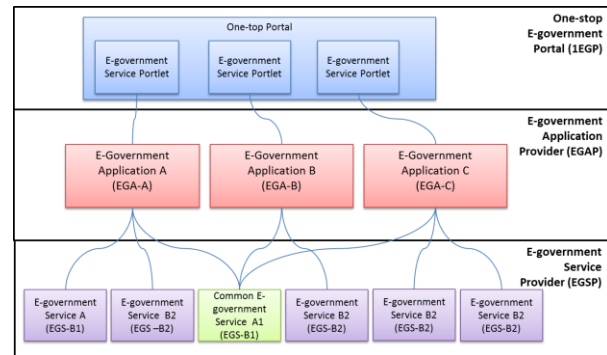 One-top Portal
E-government
Service Portlet
E-government
Service Portlet
E-government
Service Portlet
One-stop
E-government
Portal (1EGP)
E-Government
Application A
(EGA-A)
E-Government
Application B
(EGA-B)
E-Government
Application C
(EGA-C)
E-government
Application
Provider (EGAP)
E-government
Service
Provider (EGSP)
E-government
Service A
(EGS-B1)
E-government
Service B2
(EGS –B2)
Common E-
government
Service A1
(EGS-B1)
E-government
Service B2
(EGS-B2)
E-government
Service B2
(EGS-B2)
E-government
Service B2
(EGS-B2)